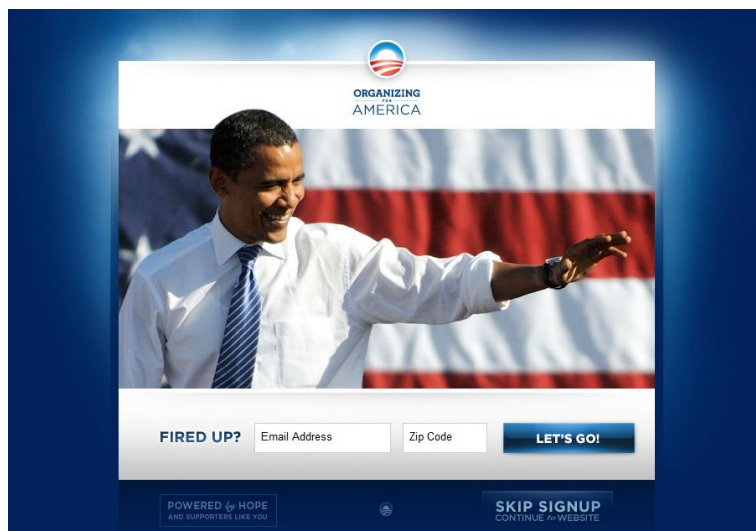 ORGANIZING
FOR
AMERICA
FIRED UP?
Email Address
Zip Code
LET'S GO!
POWERED by HOPE
AND SUPPORTERS LIKE YOU
SKIP SIGNUP
CONTINUE to WEBSITE